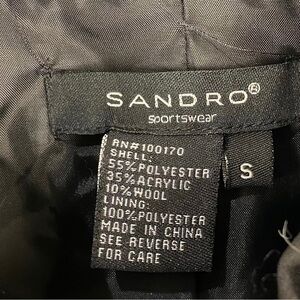 SANDRO®
Sportswear
RN#100170
SHELL:
55%POLYESTER
35%ACRYLIC
10%WOOL
LINING:
100%POLYESTER
MADE IN CHINA
SEE REVERSE
FOR CARE
S